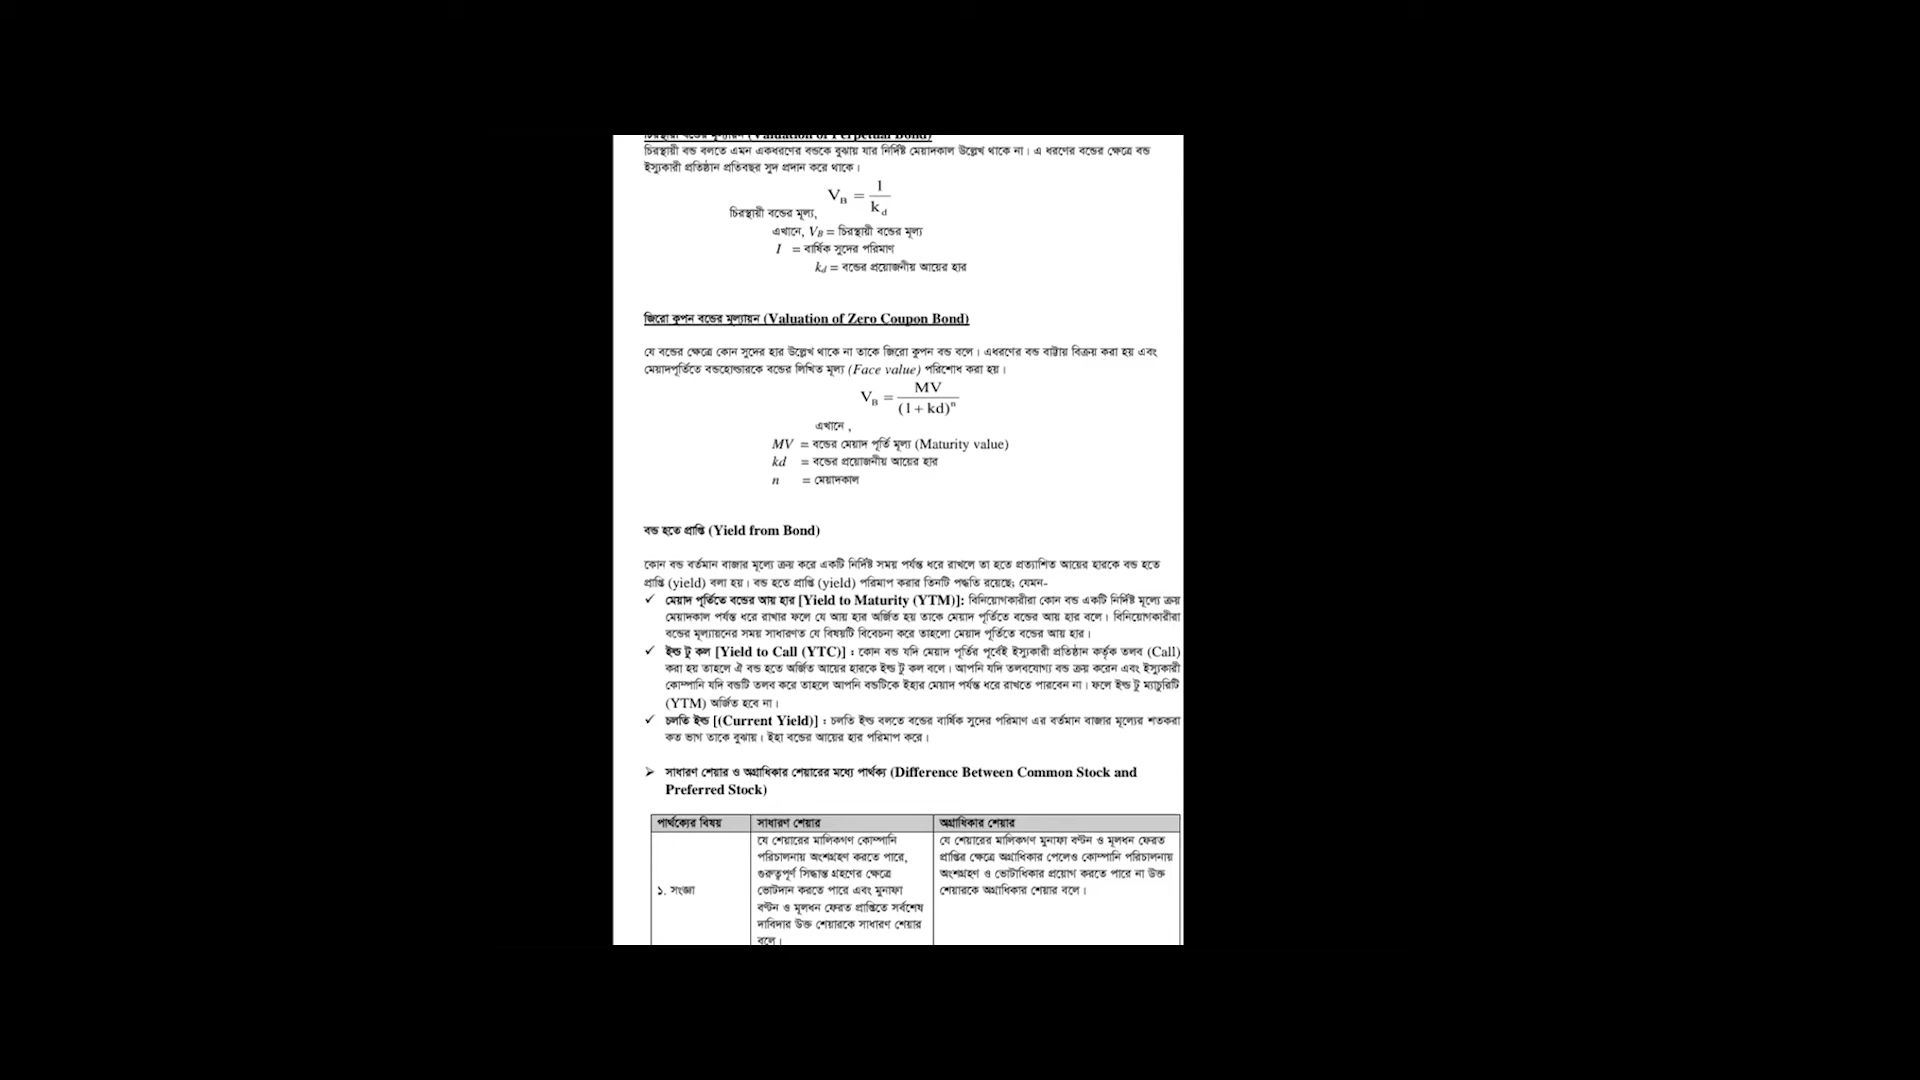 চিরস্থায়ী বন্ডের মূল্যায়ন (Valuation of Perpetual Bond)
চিরস্থায়ী বন্ড বলতে এমন একধরণের বন্ডকে বুঝায় যার নির্দিষ্ট মেয়াদকাল উল্লেখ থাকে না। এ ধরণের বন্ডের ক্ষেত্রে বন্ড
ইস্যুকারী প্রতিষ্ঠান প্রতিবছর সুদ প্রদান করে থাকে।
চিরস্থায়ী বন্ডের মূল্য, V_B = I / k_d
এখানে, V_B = চিরস্থায়ী বন্ডের মূল্য
I = বার্ষিক সুদের পরিমাণ
k_d = বন্ডের প্রয়োজনীয় আয়ের হার
জিরো কুপন বন্ডের মূল্যায়ন (Valuation of Zero Coupon Bond)
যে বন্ডের ক্ষেত্রে কোন সুদের হার উল্লেখ থাকে না তাকে জিরো কুপন বন্ড বলে। এধরণের বন্ড বাট্টায় বিক্রয় করা হয় এবং
মেয়াদপূর্তিতে বন্ডহোল্ডারকে বন্ডের লিখিত মূল্য (Face value) পরিশোধ করা হয়।
V_B = MV / (1 + kd)^n
এখানে ,
MV = বন্ডের মেয়াদ পূর্তি মূল্য (Maturity value)
kd = বন্ডের প্রয়োজনীয় আয়ের হার
n = মেয়াদকাল
বন্ড হতে প্রাপ্তি (Yield from Bond)
কোন বন্ড বর্তমান বাজার মূল্যে ক্রয় করে একটি নির্দিষ্ট সময় পর্যন্ত ধরে রাখলে তা হতে প্রত্যাশিত আয়ের হারকে বন্ড হতে
প্রাপ্তি (yield) বলা হয়। বন্ড হতে প্রাপ্তি (yield) পরিমাপ করার তিনটি পদ্ধতি রয়েছে; যেমন-
✓ মেয়াদ পূর্তিতে বন্ডের আয় হার [Yield to Maturity (YTM)]: বিনিয়োগকারীরা কোন বন্ড একটি নির্দিষ্ট মূল্যে ক্রয়
মেয়াদকাল পর্যন্ত ধরে রাখার ফলে যে আয় হার অর্জিত হয় তাকে মেয়াদ পূর্তিতে বন্ডের আয় হার বলে। বিনিয়োগকারীরা
বন্ডের মূল্যায়নের সময় সাধারণত যে বিষয়টি বিবেচনা করে তাহলো মেয়াদ পূর্তিতে বন্ডের আয় হার।
✓ ইল্ড টু কল [Yield to Call (YTC)] : কোন বন্ড যদি মেয়াদ পূর্তির পূর্বেই ইস্যুকারী প্রতিষ্ঠান কর্তৃক তলব (Call)
করা হয় তাহলে ঐ বন্ড হতে অর্জিত আয়ের হারকে ইল্ড টু কল বলে। আপনি যদি তলবযোগ্য বন্ড ক্রয় করেন এবং ইস্যুকারী
কোম্পানি যদি বন্ডটি তলব করে তাহলে আপনি বন্ডটিকে ইহার মেয়াদ পর্যন্ত ধরে রাখতে পারবেন না। ফলে ইল্ড টু ম্যাচুরিটি
(YTM) অর্জিত হবে না।
✓ চলতি ইল্ড [(Current Yield)] : চলতি ইল্ড বলতে বন্ডের বার্ষিক সুদের পরিমাণ এর বর্তমান বাজার মূল্যের শতকরা
কত ভাগ তাকে বুঝায়। ইহা বন্ডের আয়ের হার পরিমাপ করে।
➢ সাধারণ শেয়ার ও অগ্রাধিকার শেয়ারের মধ্যে পার্থক্য (Difference Between Common Stock and
Preferred Stock)
পার্থক্যের বিষয় সাধারণ শেয়ার অগ্রাধিকার শেয়ার
১. সংজ্ঞা
যে শেয়ারের মালিকগণ কোম্পানি
পরিচালনায় অংশগ্রহণ করতে পারে,
গুরুত্বপূর্ণ সিদ্ধান্ত গ্রহণের ক্ষেত্রে
ভোটদান করতে পারে এবং মুনাফা
বণ্টন ও মূলধন ফেরত প্রাপ্তিতে সর্বশেষ
দাবিদার উক্ত শেয়ারকে সাধারণ শেয়ার
বলে।
যে শেয়ারের মালিকগণ মুনাফা বণ্টন ও মূলধন ফেরত
প্রাপ্তির ক্ষেত্রে অগ্রাধিকার পেলেও কোম্পানি পরিচালনায়
অংশগ্রহণ ও ভোটাধিকার প্রয়োগ করতে পারে না উক্ত
শেয়ারকে অগ্রাধিকার শেয়ার বলে।